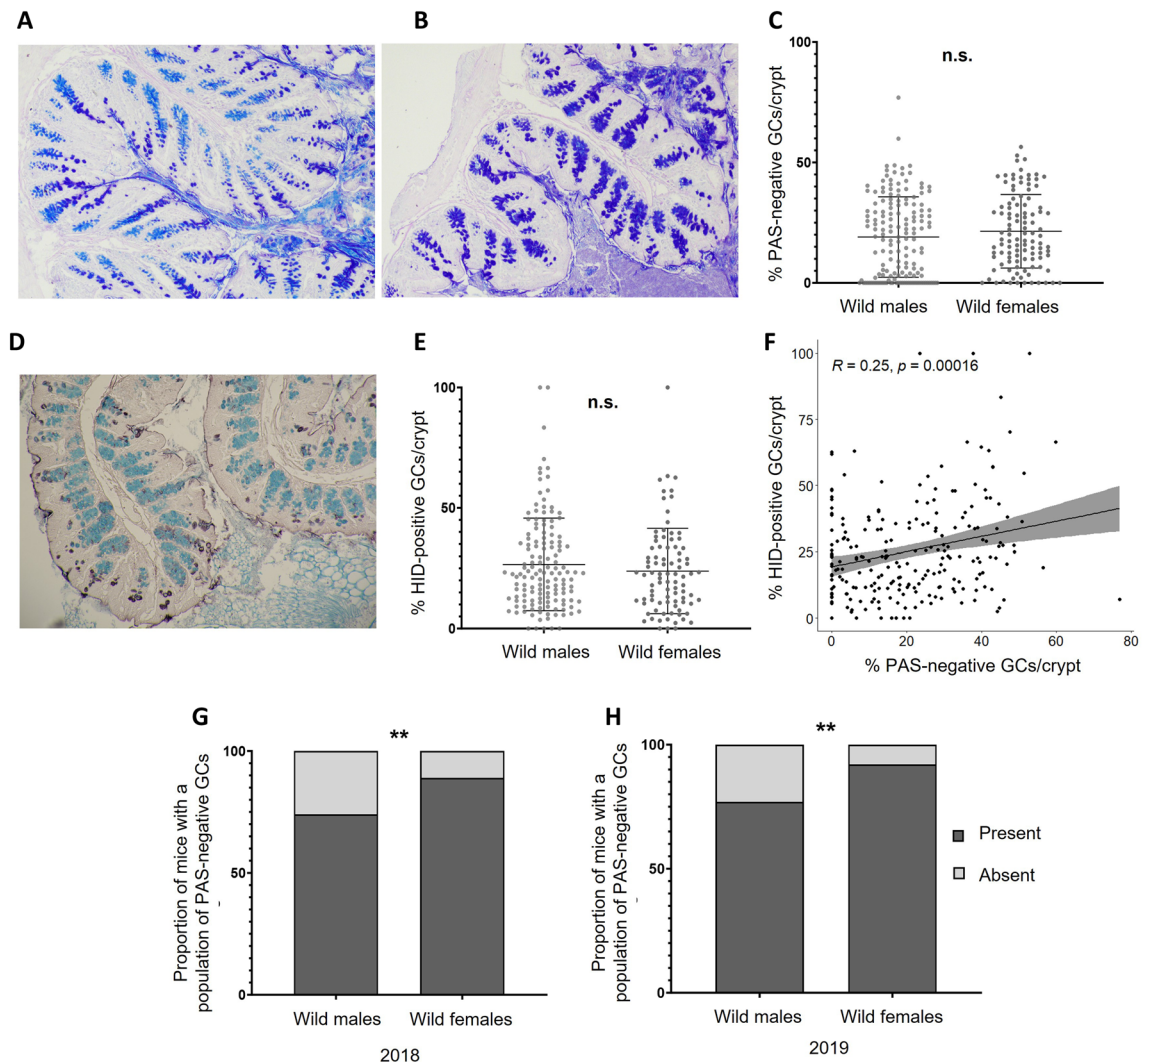 A
B
C
100
50
0
% PAS-negative GCs/crypt
n.s.
Wild males
Wild females
D
E
100
50
0
% HID-positive GCs/crypt
n.s.
Wild males
Wild females
F
R = 0.25, p = 0.00016
100
75
50
25
0
% HID-positive GCs/crypt
0
20
40
60
80
% PAS-negative GCs/crypt
G
**
100
50
0
Proportion of mice with a
population of PAS-negative GCs
Wild males
Wild females
2018
H
**
100
50
0
Proportion of mice with a
population of PAS-negative GCs
Wild males
Wild females
2019
Present
Absent